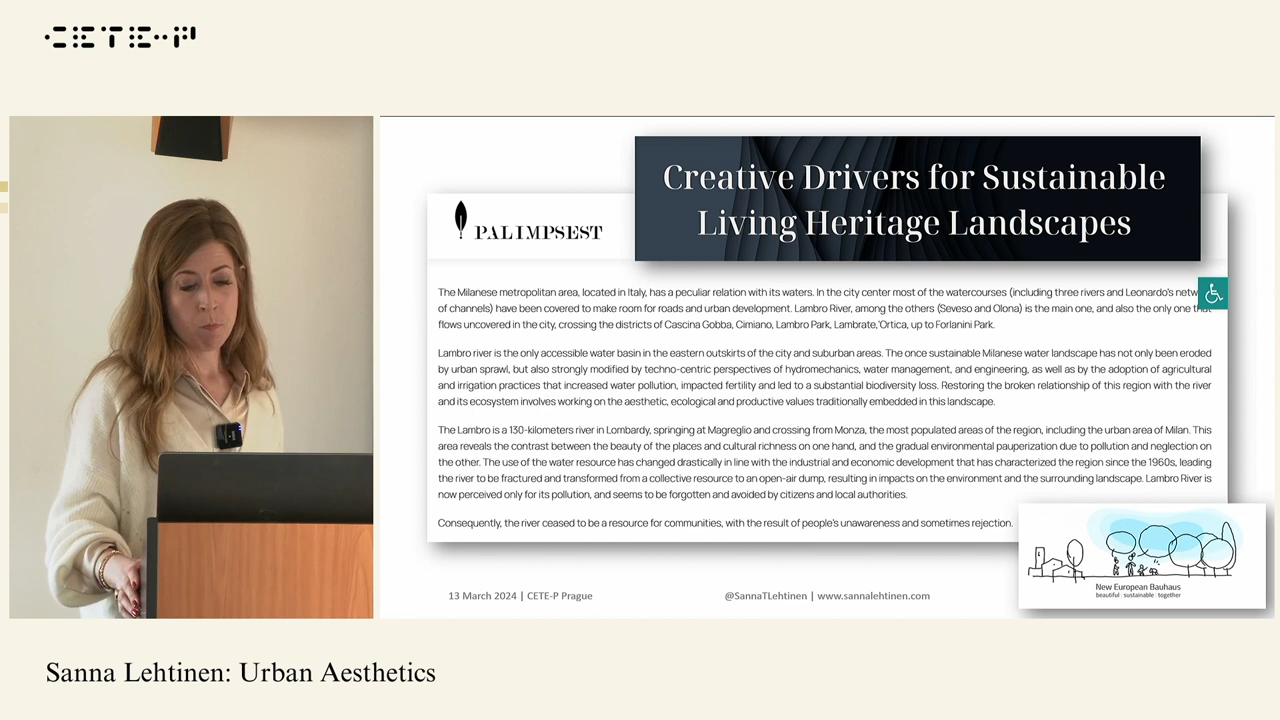 CETE-P
Creative Drivers for Sustainable
Living Heritage Landscapes
PALIMPSEST
The Milanese metropolitan area, located in Italy, has a peculiar relation with its waters. In the city center most of the watercourses (including three rivers and Leonardo's
of channels) have been covered to make room for roads and urban development. Lambro River, among the others (Seveso and Olona) is the main one, and also the only one that
flows uncovered in the city, crossing the districts of Cascina Gobba, Cimiano, Lambro Park, Lambrate,'Ortica, up to Forlanini Park.
Lambro river is the only accessible water basin in the eastern outskirts of the city and suburban areas. The once sustainable Milanese water landscape has not only been eroded
by urban sprawl, but also strongly modified by techno-centric perspectives of hydromechanics, water management, and engineering, as well as by the adoption of agricultural
and irrigation practices that increased water pollution, impacted fertility and led to a substantial biodiversity loss. Restoring the broken relationship of this region with the river
and its ecosystem involves working on the aesthetic, ecological and productive values traditionally embedded in this landscape.
The Lambro is a 130-kilometers river in Lombardy, springing at Magreglio and crossing from Monza, the most populated areas of the region, including the urban area of Milan. This
area reveals the contrast between the beauty of the places and cultural richness on one hand, and the gradual environmental pauperization due to pollution and neglection on
the other. The use of the water resource has changed drastically in line with the industrial and economic development that has characterized the region since the 1960s, leading
the river to be fractured and transformed from a collective resource to an open-air dump, resulting in impacts on the environment and the surrounding landscape. Lambro River is
now perceived only for its pollution, and seems to be forgotten and avoided by citizens and local authorities.
Consequently, the river ceased to be a resource for communities, with the result of people's unawareness and sometimes rejection.
New European Bauhaus
beautiful sustainable together
13 March 2024 | CETE-P Prague
@SannaTLehtinen | www.sannalehtinen.com
Sanna Lehtinen: Urban Aesthetics